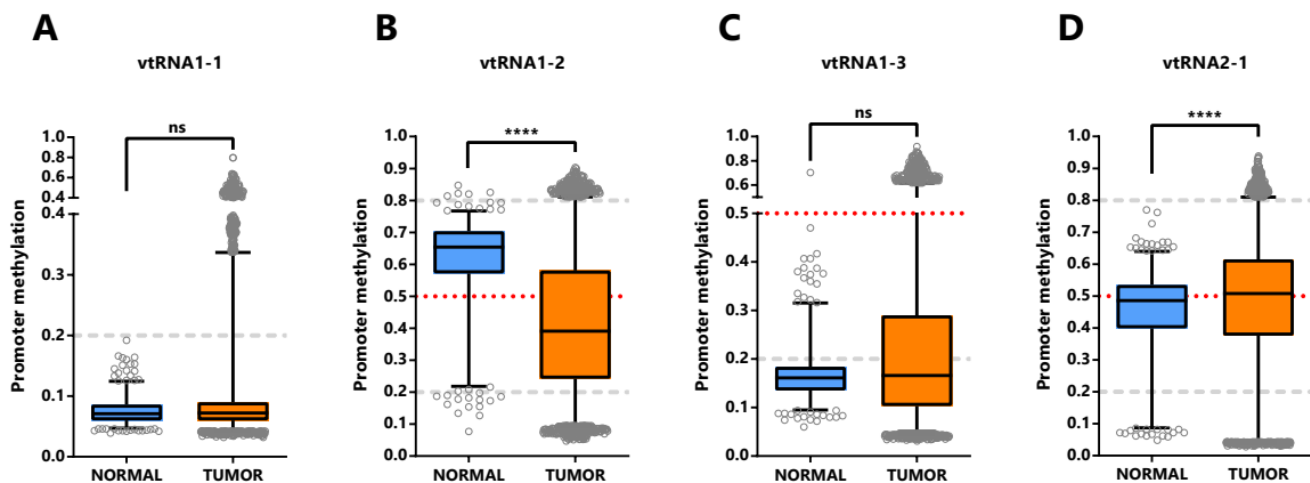 A
B
C
D
vtRNA1-1
vtRNA1-2
vtRNA1-3
vtRNA2-1
ns
****
ns
****
Promoter methylation
1.0
0.8
0.6
0.4
0.4
0.3
0.2
0.1
0.0
NORMAL TUMOR
Promoter methylation
1.0
0.9
0.8
0.7
0.6
0.5
0.4
0.3
0.2
0.1
0.0
NORMAL TUMOR
Promoter methylation
1.0
0.8
0.6
0.5
0.4
0.3
0.2
0.1
0.0
NORMAL TUMOR
Promoter methylation
1.0
0.9
0.8
0.7
0.6
0.5
0.4
0.3
0.2
0.1
0.0
NORMAL TUMOR